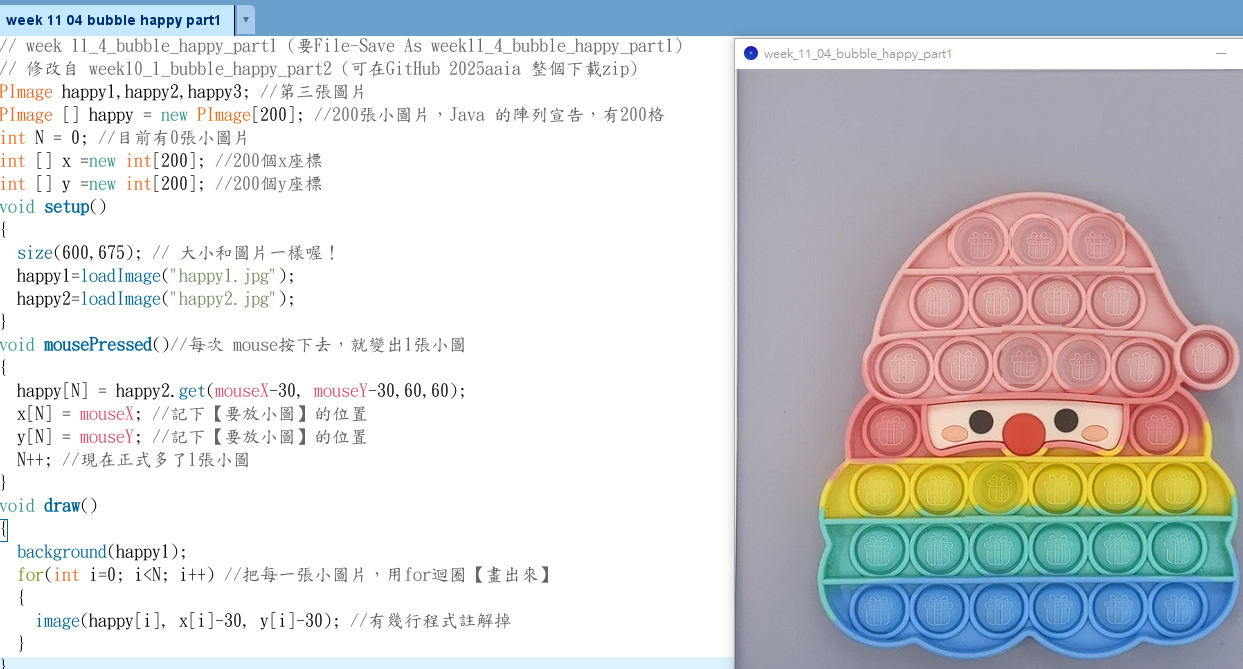 week 11 04 bubble happy part1
// week 11_4_bubble_happy_part1 (要File-Save As week11_4_bubble_happy_part1)
// 修改自 week10_1_bubble_happy_part2 (可在GitHub 2025aaia 整個下載zip)
PImage happy1,happy2,happy3; //第三張圖片
PImage [] happy = new PImage[200]; //200張小圖片，Java 的陣列宣告，有200格
int N = 0; //目前有0張小圖片
int [] x =new int[200]; //200個x座標
int [] y =new int[200]; //200個y座標
void setup()
{
  size(600,675); // 大小和圖片一樣喔！
  happy1=loadImage("happy1.jpg");
  happy2=loadImage("happy2.jpg");
}
void mousePressed()//每次 mouse按下去，就變出1張小圖
{
  happy[N] = happy2.get(mouseX-30, mouseY-30,60,60);
  x[N] = mouseX; //記下【要放小圖】的位置
  y[N] = mouseY; //記下【要放小圖】的位置
  N++; //現在正式多了1張小圖
}
void draw()
{
  background(happy1);
  for(int i=0; i<N; i++) //把每一張小圖片，用for迴圈【畫出來】
  {
    image(happy[i], x[i]-30, y[i]-30); //有幾行程式註解掉
  }
}
week_11_04_bubble_happy_part1